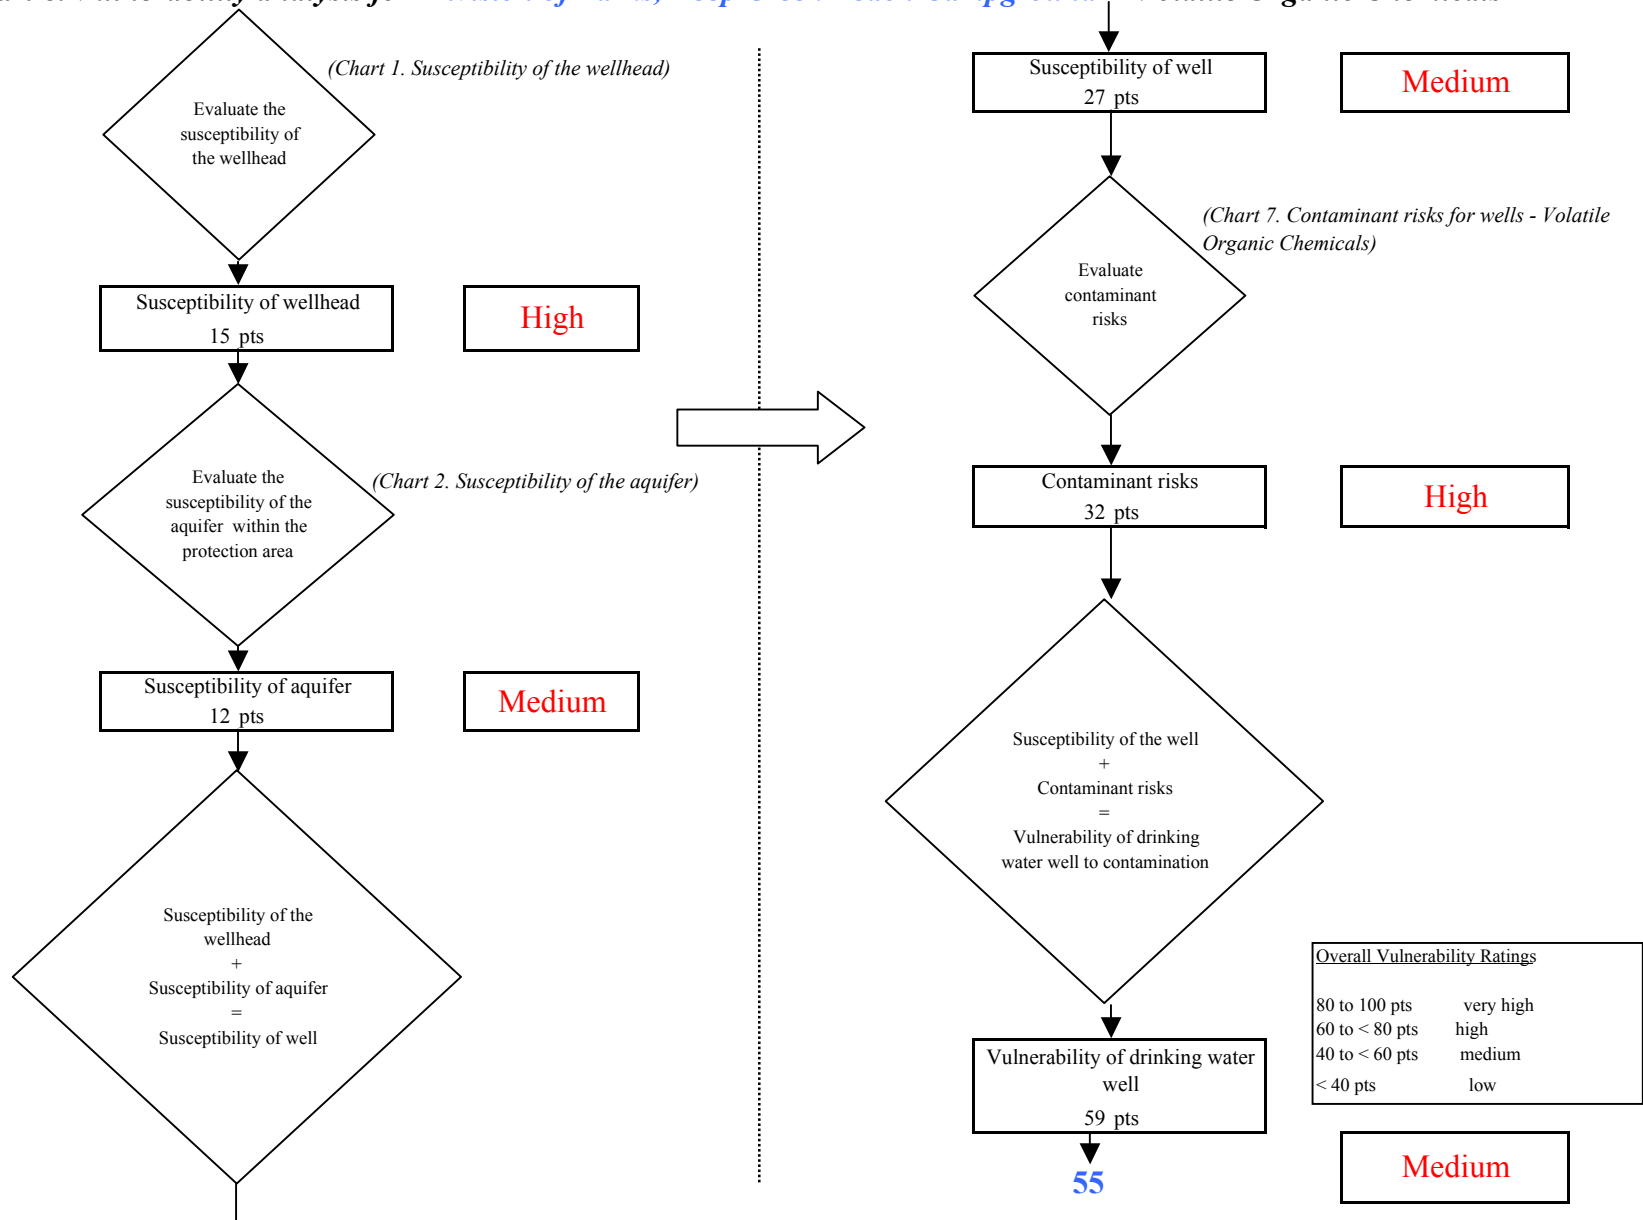 (Chart 1. Susceptibility of the wellhead)
Evaluate the
susceptibility of
the wellhead
Susceptibility of wellhead
15 pts
High
Evaluate the
susceptibility of the
aquifer within the
protection area
(Chart 2. Susceptibility of the aquifer)
Susceptibility of aquifer
12 pts
Medium
Susceptibility of the
wellhead
+
Susceptibility of aquifer
=
Susceptibility of well
Susceptibility of well
27 pts
Medium
(Chart 7. Contaminant risks for wells - Volatile
Organic Chemicals)
Evaluate
contaminant
risks
Contaminant risks
32 pts
High
Susceptibility of the well
+
Contaminant risks
=
Vulnerability of drinking
water well to contamination
Overall Vulnerability Ratings
80 to 100 pts very high
60 to < 80 pts high
40 to < 60 pts medium
< 40 pts low
Vulnerability of drinking water
well
59 pts
55
Medium